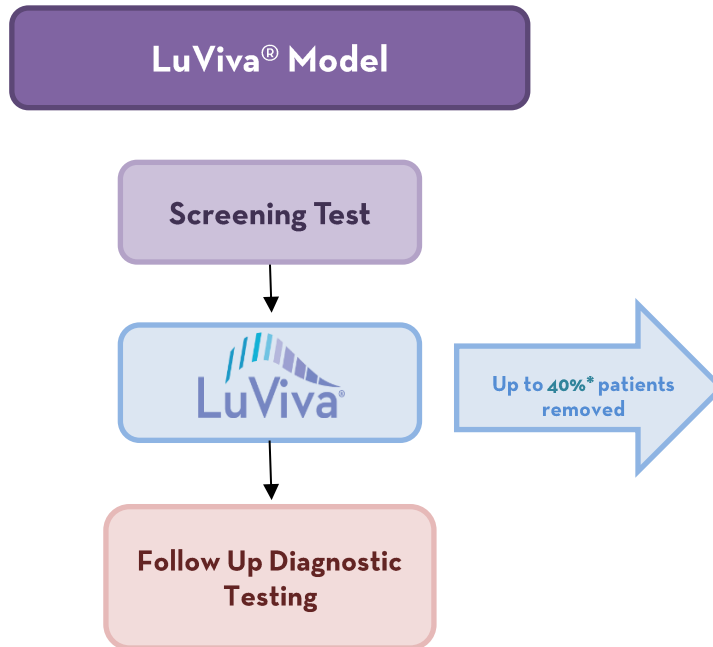 LuViva® Model
Screening Test
LuViva®
Up to 40%* patients
removed
Follow Up Diagnostic
Testing